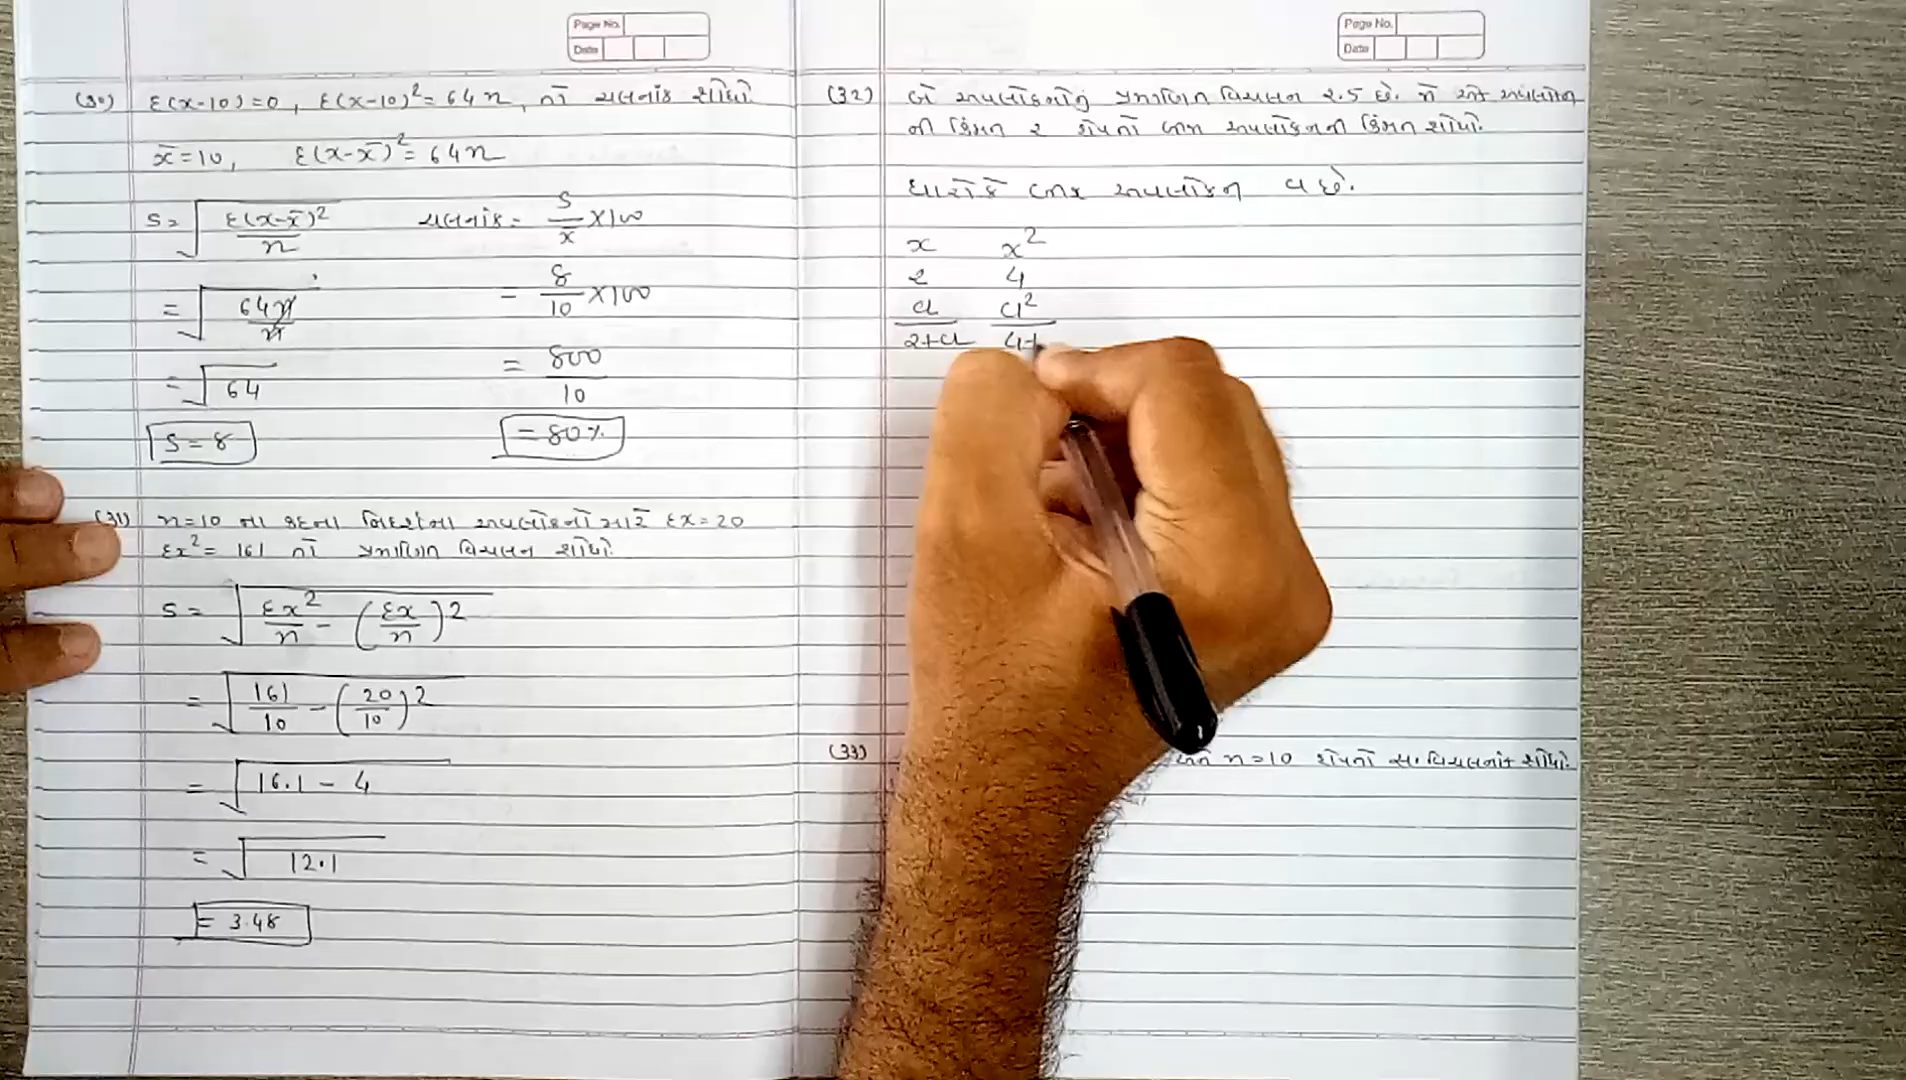 Page No.
Date
(30) Σ(x-10)=0, Σ(x-10)²=64n, તો ચલનાંક શોધો.
x̄=10, Σ(x-x̄)²=64n
S= √(Σ(x-x̄)²/n) ચલનાંક = S/x̄ ×100
= √(64n/n) = 8/10 ×100
= √64 = 800/10
S=8 =80%
(31) n=10 ના કદના નિદર્શના અવલોકનો માટે Σx=20
Σx²=161 તો પ્રમાણિત વિચલન શોધો.
S= √(Σx²/n - (Σx/n)²)
= √(161/10 - (20/10)²)
= √(16.1 - 4)
= √12.1
= 3.48
Page No.
Date
(32) બે અવલોકનોનું પ્રમાણિત વિચલન 2.5 છે. જો એક અવલોકન
ની કિંમત 2 હોય તો અવલોકનની કિંમત શોધો.
ધારો કે અવલોકન a છે.
x x²
2 4
a a²
2+a 4+
(33) n=10 હોય તો સ. વિચલનાંક શોધો.